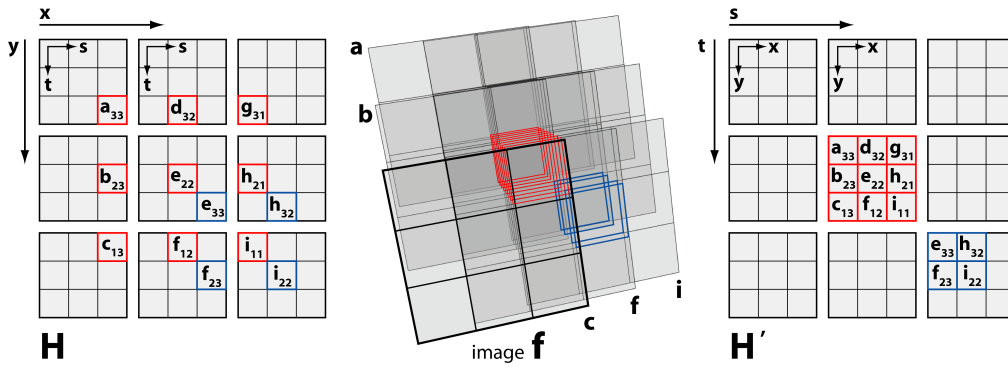 x
y
s
t
s
t
a33
d32
g31
b23
e22
h21
e33
h32
c13
f12
i11
f23
i22
H
a
b
c
f
i
image f
s
t
x
y
x
y
a33 d32 g31
b23 e22 h21
c13 f12 i11
e33 h32
f23 i22
H′